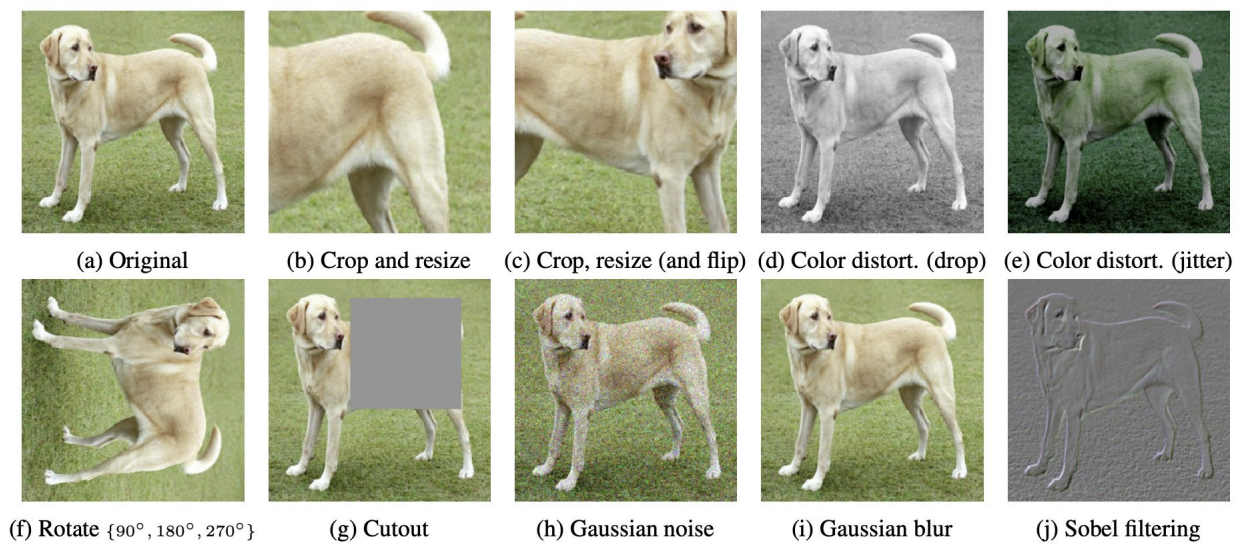 (a) Original
(b) Crop and resize
(c) Crop, resize (and flip)
(d) Color distort. (drop)
(e) Color distort. (jitter)
(f) Rotate {90°, 180°, 270°}
(g) Cutout
(h) Gaussian noise
(i) Gaussian blur
(j) Sobel filtering